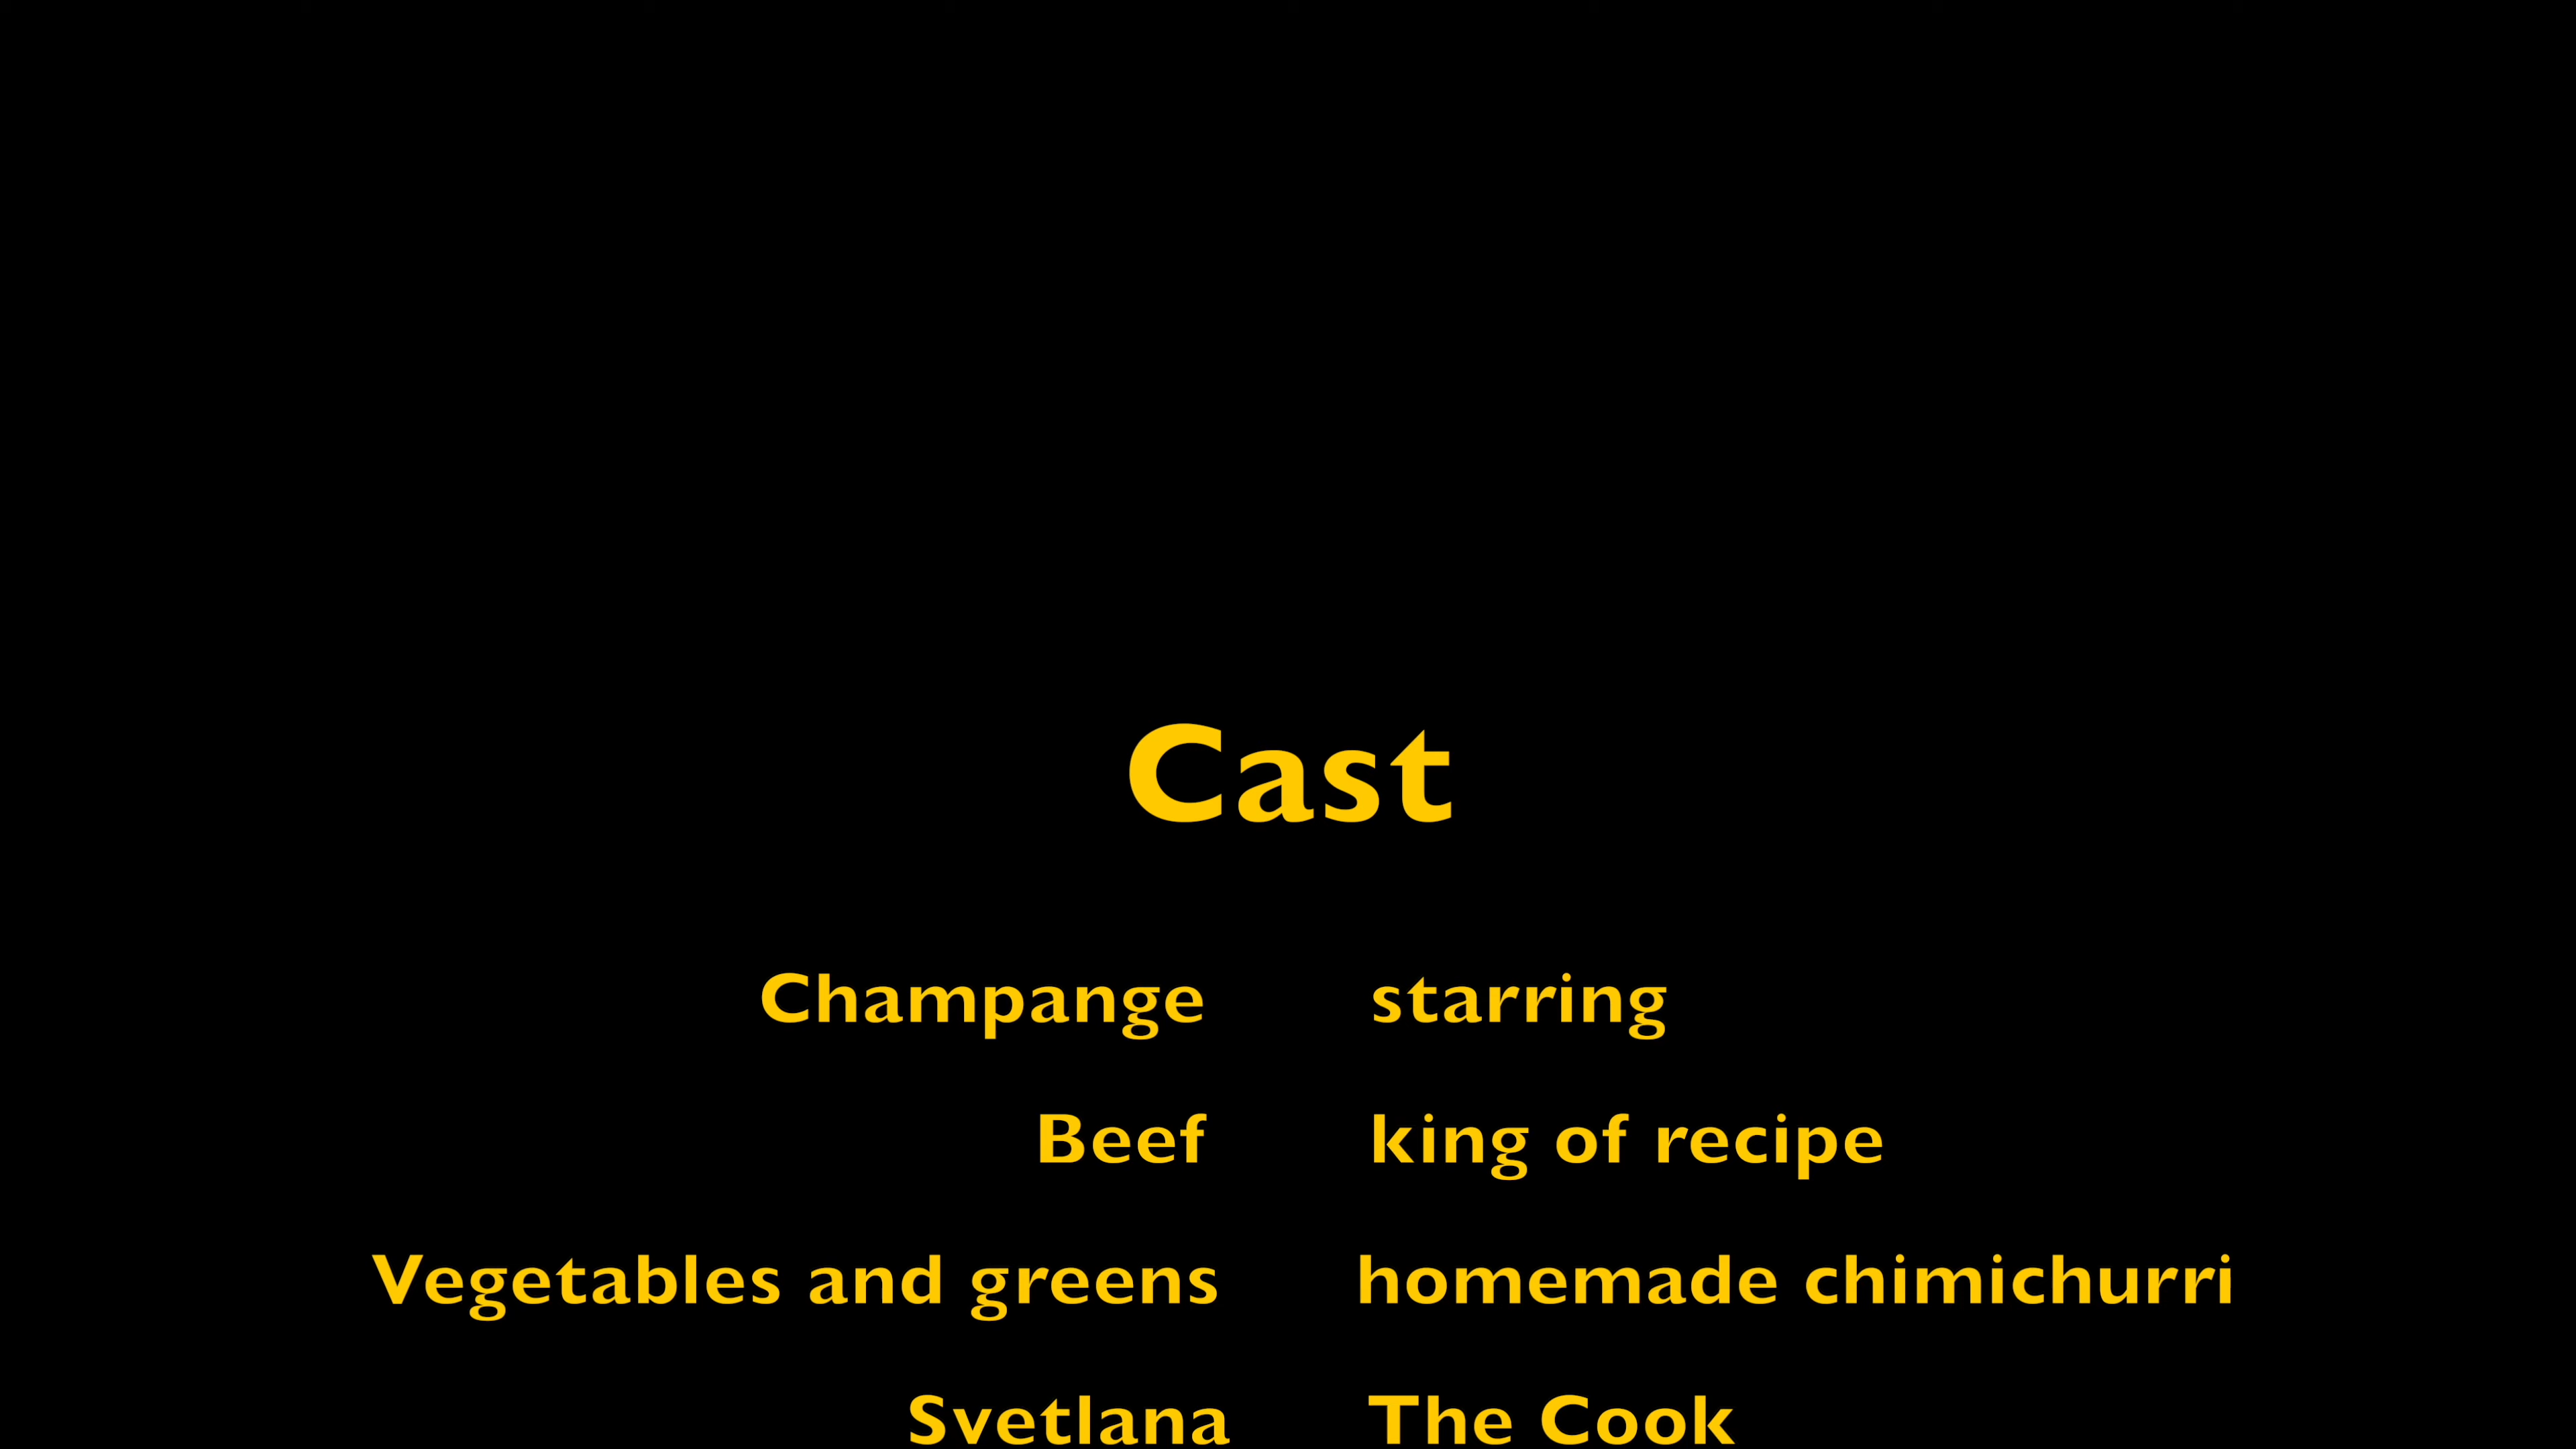 Cast
Champange starring
Beef king of recipe
Vegetables and greens homemade chimichurri
Svetlana The Cook